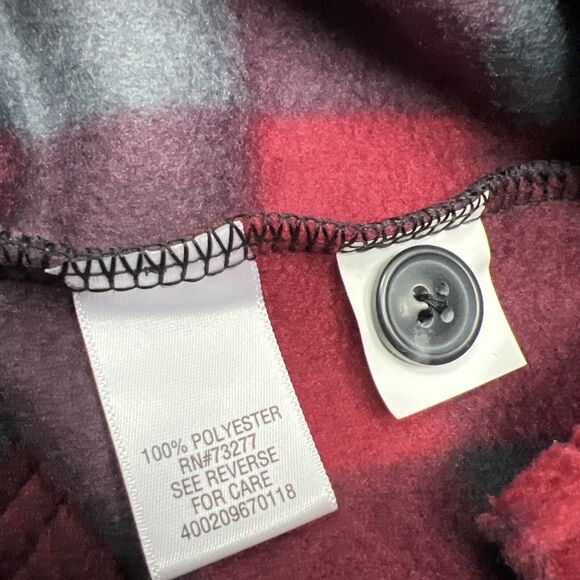 100% POLYESTER
RN#73277
SEE REVERSE
FOR CARE
400209670118